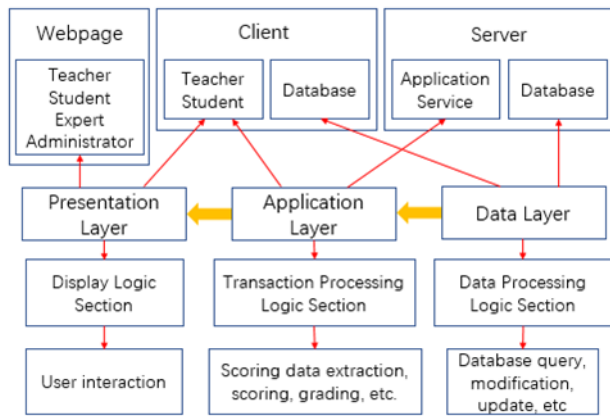 Webpage
Teacher
Student
Expert
Administrator
Client
Teacher
Student
Database
Server
Application
Service
Database
Presentation
Layer
Application
Layer
Data Layer
Display Logic
Section
Transaction Processing
Logic Section
Data Processing
Logic Section
User interaction
Scoring data extraction,
scoring, grading, etc.
Database query,
modification,
update, etc